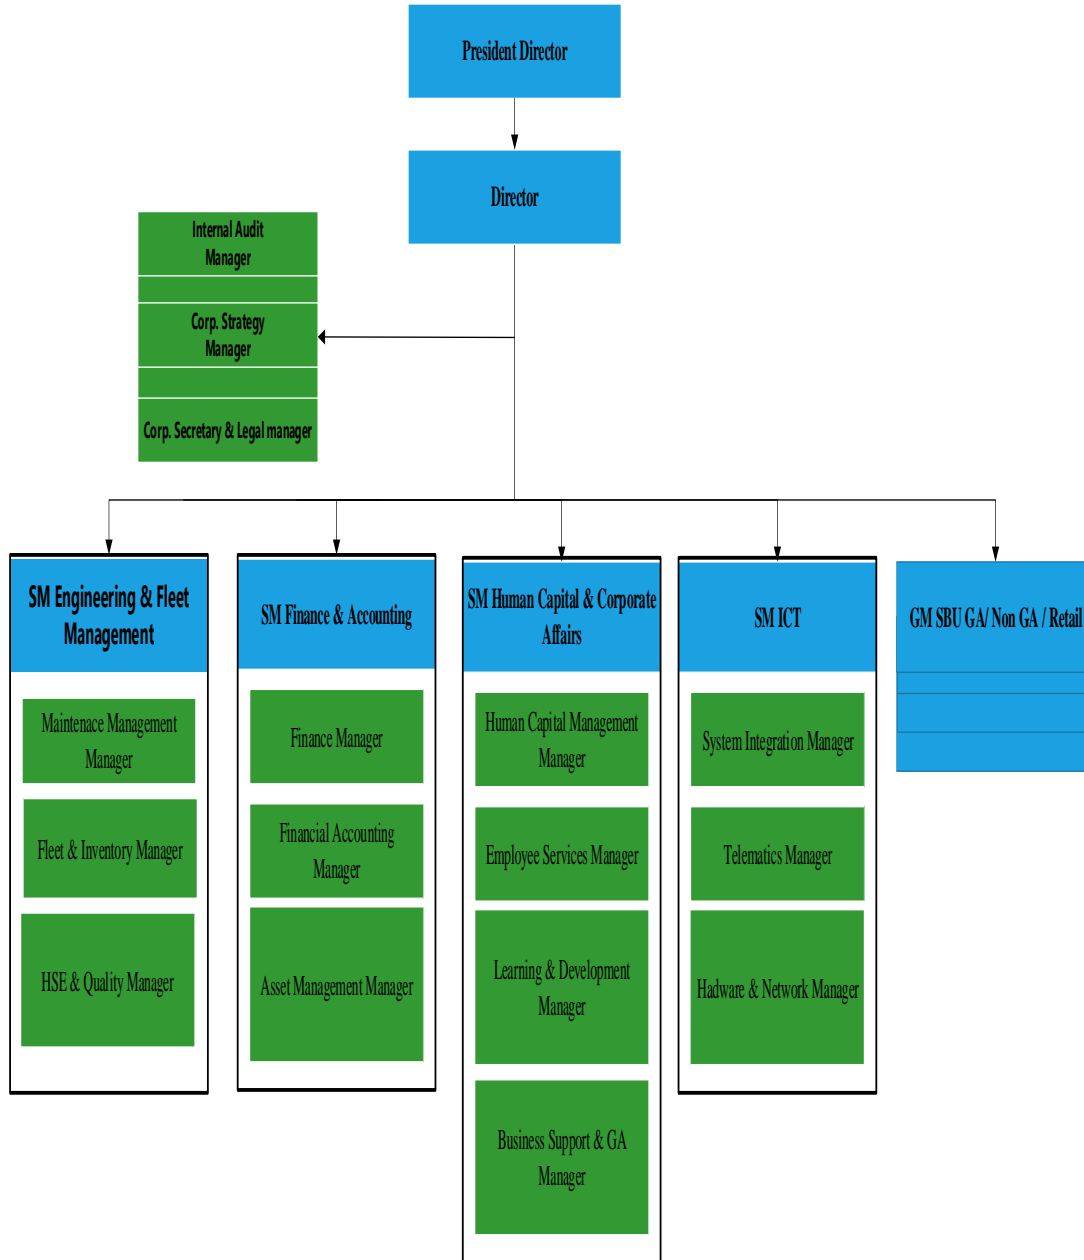 President Director
Director
Internal Audit
Manager
Corp. Strategy
Manager
Corp. Secretary & Legal manager
SM Engineering & Fleet
Management
SM Finance & Accounting
SM Human Capital & Corporate
Affairs
SM ICT
GM SBU GA/ Non GA / Retail
Maintenace Management
Manager
Fleet & Inventory Manager
HSE & Quality Manager
Finance Manager
Financial Accounting
Manager
Asset Management Manager
Human Capital Management
Manager
Employee Services Manager
Learning & Development
Manager
Business Support & GA
Manager
System Integration Manager
Telematics Manager
Hadware & Network Manager